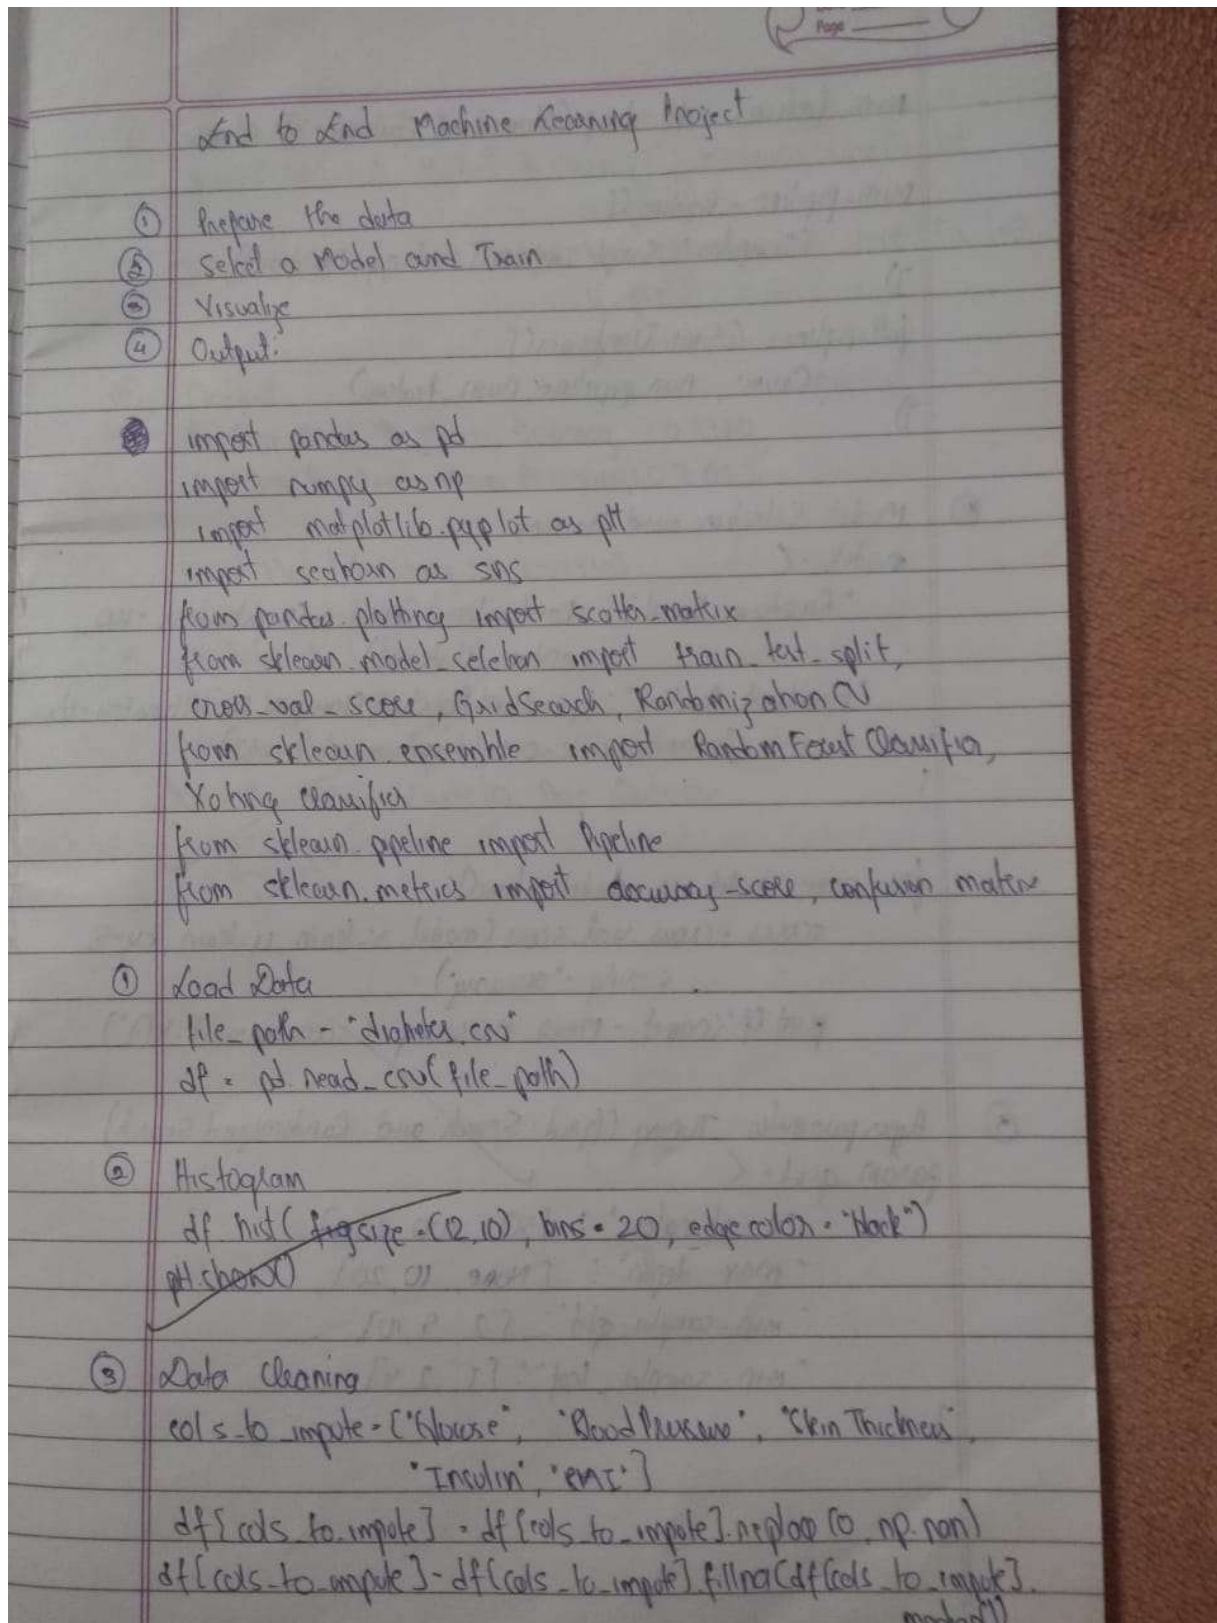 Page
End to End Machine Learning Project
① Prepare the data
② Select a Model and Train
③ Visualize
④ Output:
import pandas as pd
import numpy as np
import matplotlib.pyplot as plt
import seaborn as sns
from pandas.plotting import scatter_matrix
from sklearn.model_selection import train_test_split,
cross_val_score, GridSearch, RandomizationCV
from sklearn.ensemble import RandomForestClassifier,
Voting Classifier
from sklearn.pipeline import Pipeline
from sklearn.metrics import accuracy_score, confusion matrix
① Load Data
file_path = "diabetes.csv"
df = pd.read_csv(file_path)
② Histogram
df.hist(figsize=(12,10), bins=20, edgecolor="black")
plt.show()
③ Data Cleaning
cols_to_impute = ["Glucose", "BloodPressure", "Skin Thickness",
"Insulin", "BMI"]
df[cols_to_impute] = df[cols_to_impute].replace(0, np.nan)
df[cols_to_impute] = df[cols_to_impute].fillna(df[cols_to_impute].